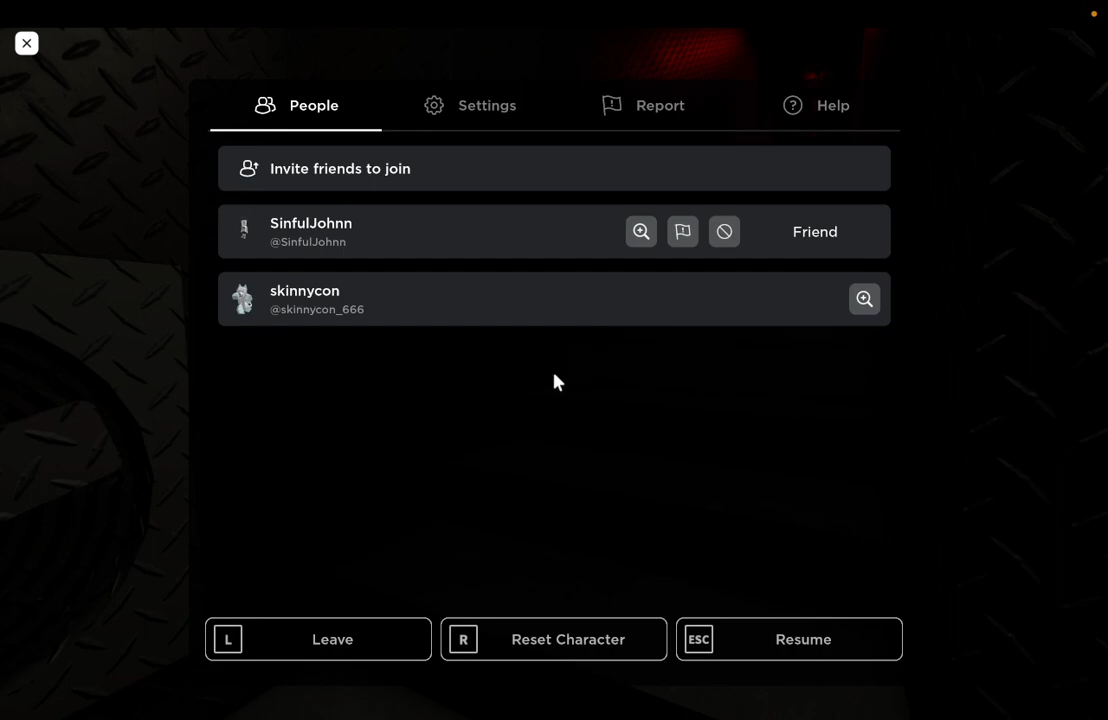 People
Settings
Report
Help
Invite friends to join
SinfulJohnn
@SinfulJohnn
Friend
skinnycon
@skinnycon_666
L Leave
R Reset Character
ESC Resume